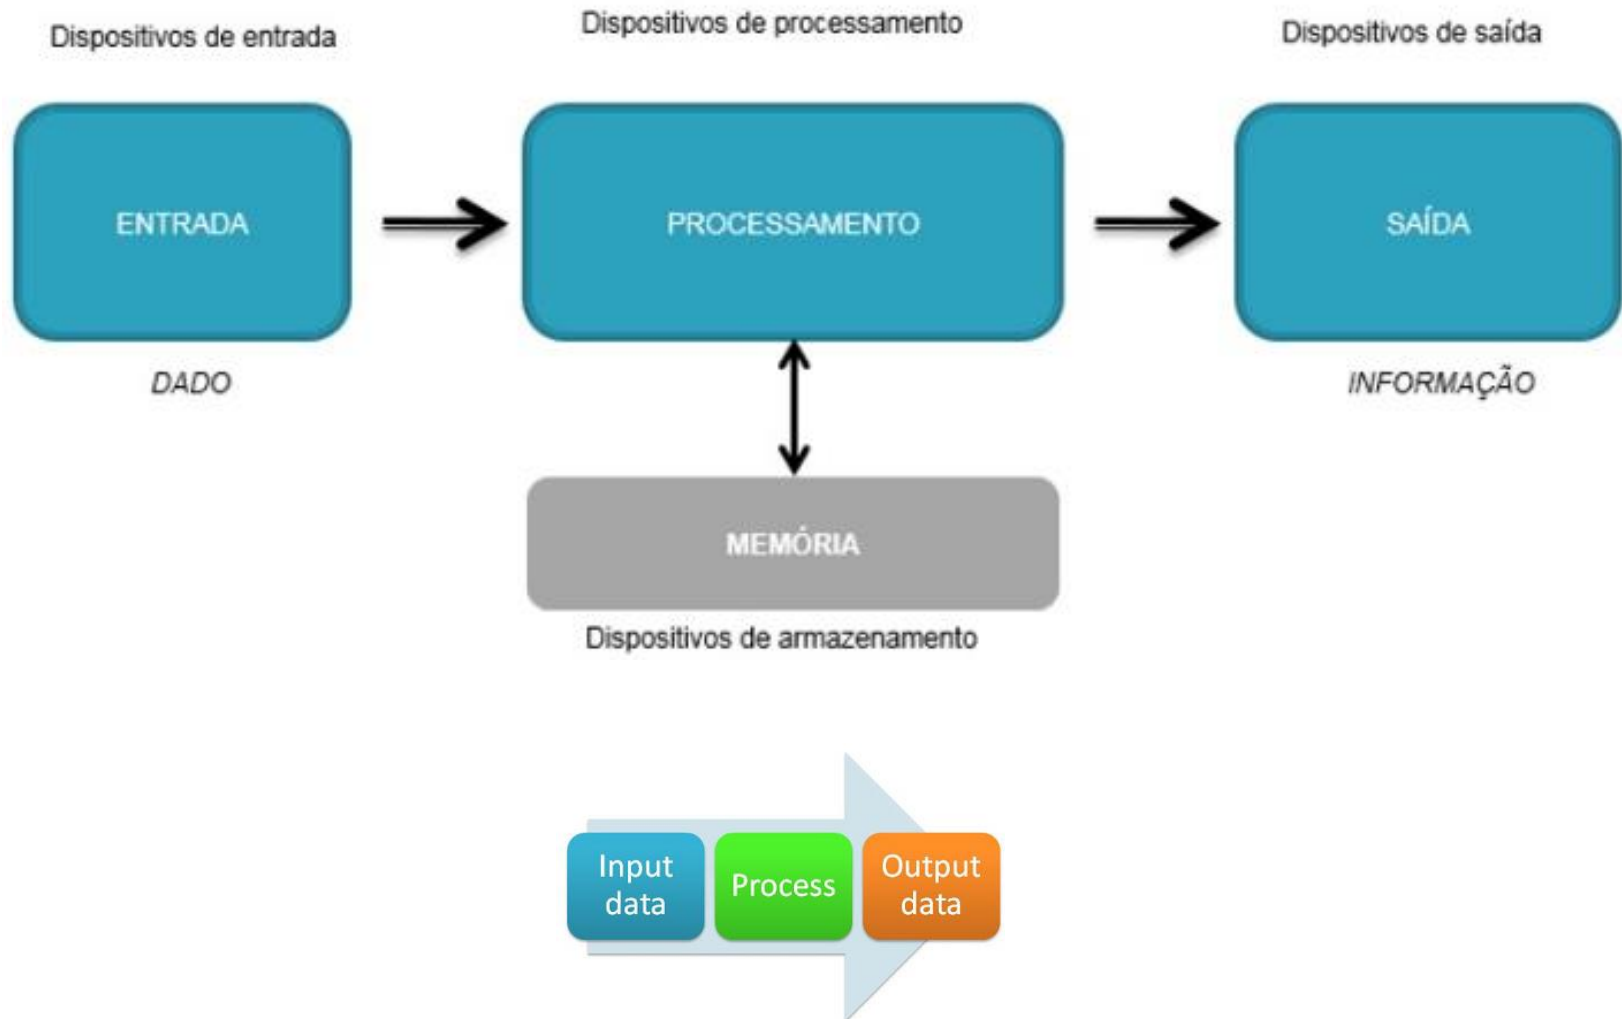 Dispositivos de entrada
Dispositivos de processamento
Dispositivos de saída
ENTRADA
PROCESSAMENTO
SAÍDA
DADO
INFORMAÇÃO
MEMÓRIA
Dispositivos de armazenamento
Input
data
Process
Output
data